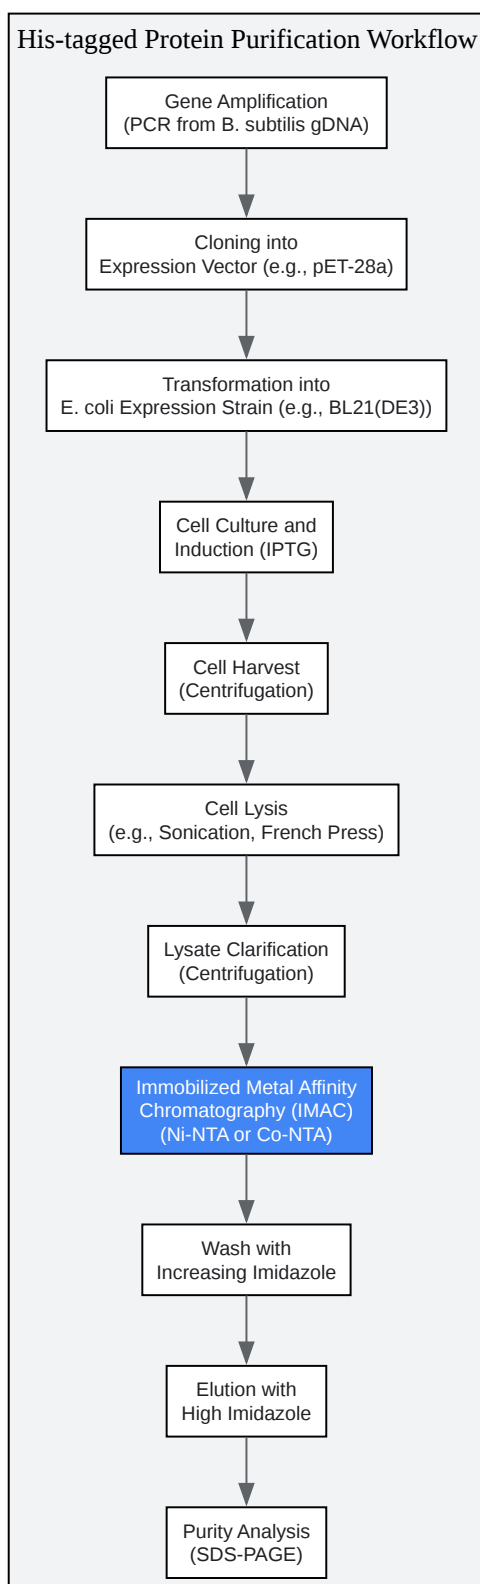 His-tagged Protein Purification Workflow
Gene Amplification
(PCR from B. subtilis gDNA)
Cloning into
Expression Vector (e.g., pET-28a)
Transformation into
E. coli Expression Strain (e.g., BL21(DE3))
Cell Culture and
Induction (IPTG)
Cell Harvest
(Centrifugation)
Cell Lysis
(e.g., Sonication, French Press)
Lysate Clarification
(Centrifugation)
Immobilized Metal Affinity
Chromatography (IMAC)
(Ni-NTA or Co-NTA)
Wash with
Increasing Imidazole
Elution with
High Imidazole
Purity Analysis
(SDS-PAGE)